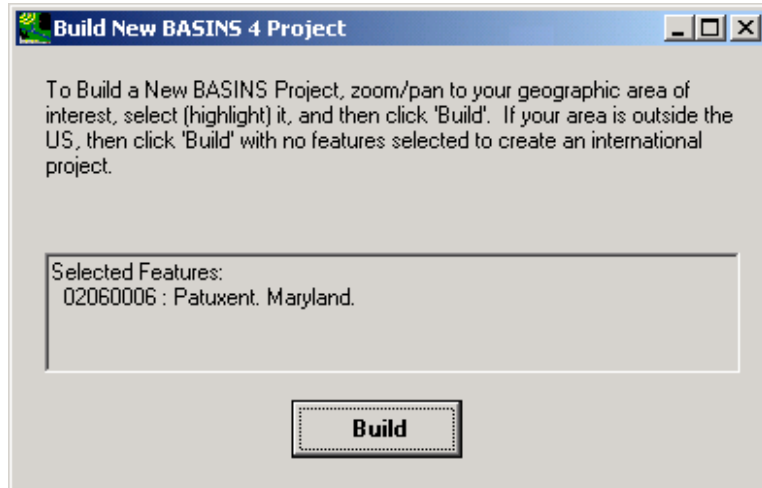 Build New BASINS 4 Project
To Build a New BASINS Project, zoom/pan to your geographic area of
interest, select (highlight) it, and then click 'Build'.  If your area is outside the
US, then click 'Build' with no features selected to create an international
project.
Selected Features:
02060006 : Patuxent. Maryland.
Build